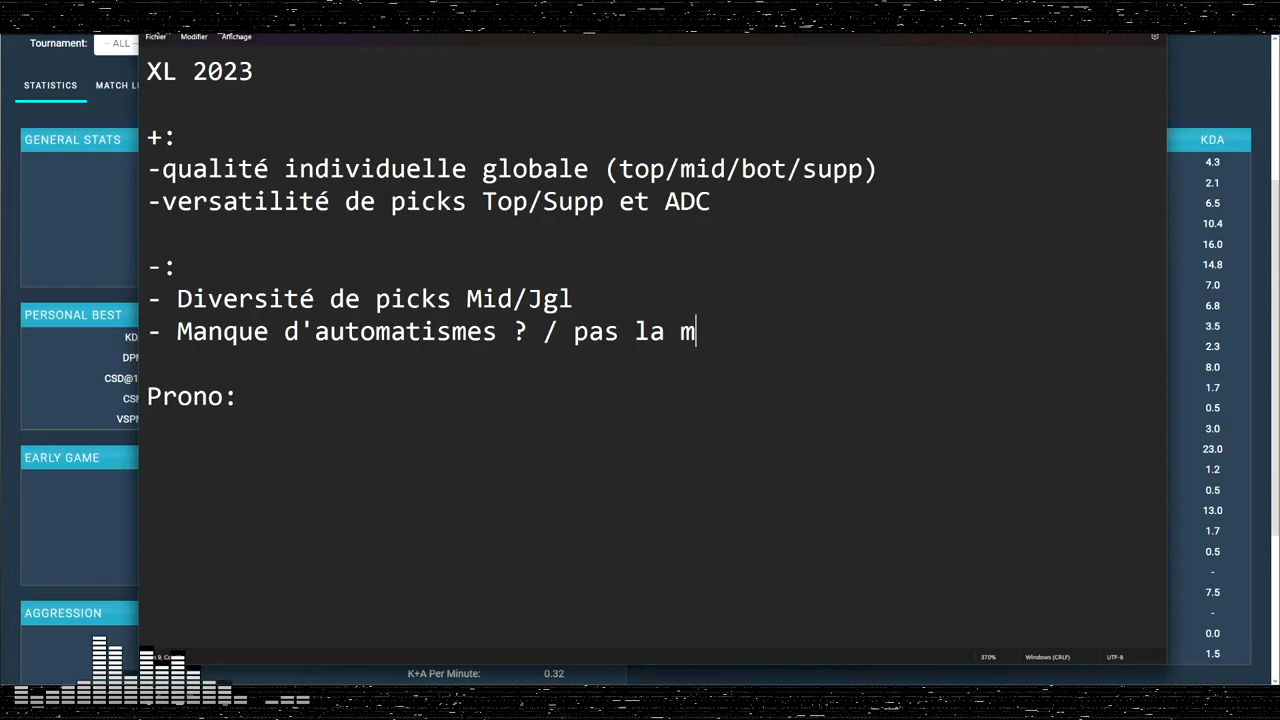 Tournament:
-- ALL --
Fichier Modifier Affichage
XL 2023
STATISTICS
+:
GENERAL STATS
KDA
-qualité individuelle globale (top/mid/bot/supp)
4.3
2.1
-versatilité de picks Top/Supp et ADC
6.5
10.4
16.0
-:
14.8
7.0
- Diversité de picks Mid/Jgl
6.8
PERSONAL BEST
3.5
- Manque d'automatismes ? / pas la m
2.3
8.0
1.7
Prono:
0.5
3.0
23.0
EARLY GAME
1.2
0.5
13.0
1.7
0.5
-
7.5
AGGRESSION
-
0.0
1.5
370% Windows (CRLF) UTF-8
K+A Per Minute: 0.32